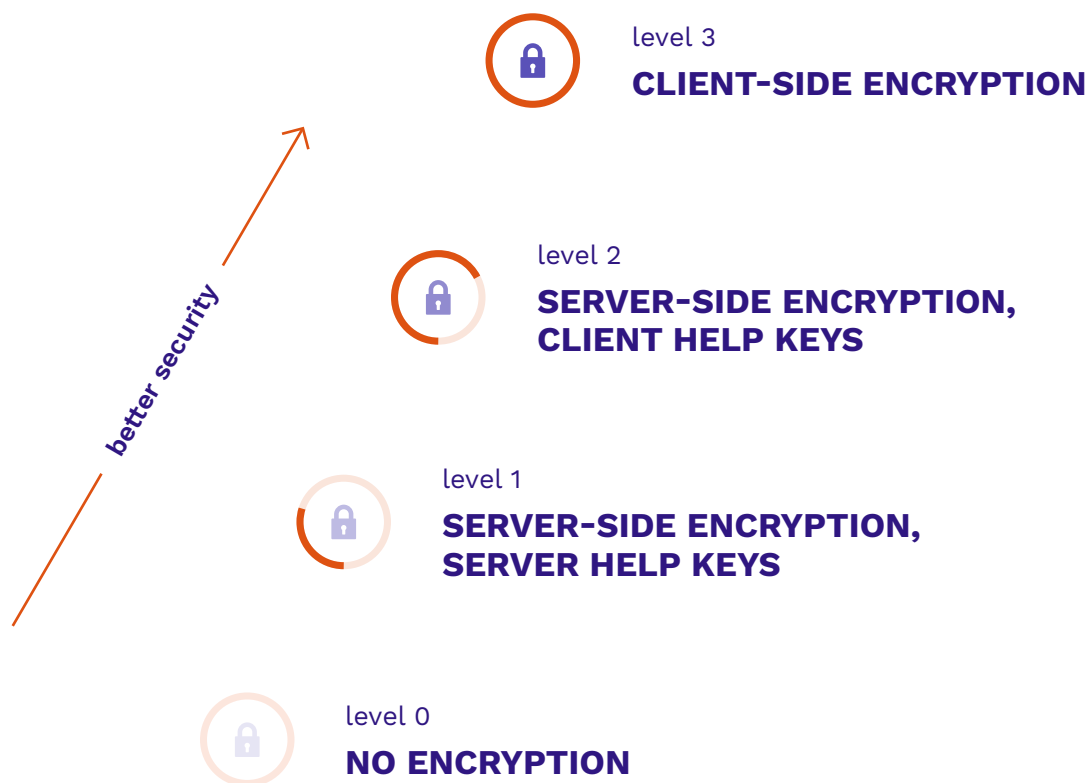 level 3
CLIENT-SIDE ENCRYPTION
level 2
SERVER-SIDE ENCRYPTION,
CLIENT HELP KEYS
better security
level 1
SERVER-SIDE ENCRYPTION,
SERVER HELP KEYS
level 0
NO ENCRYPTION